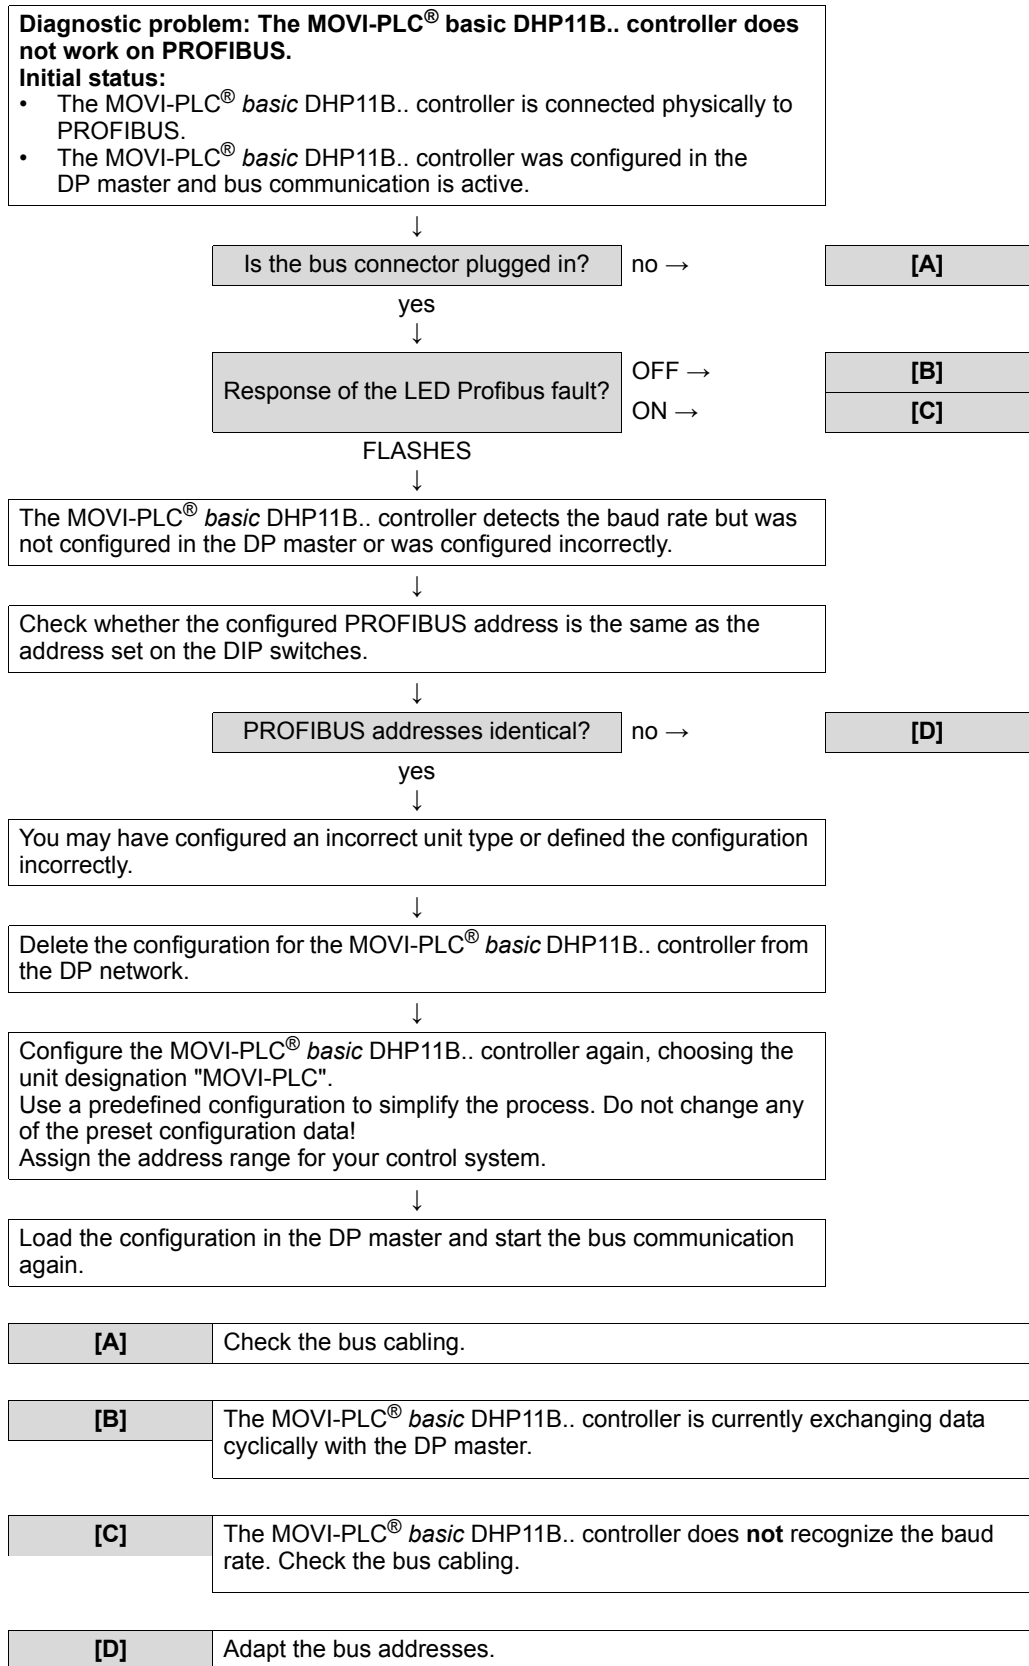 Diagnostic problem: The MOVI-PLC® basic DHP11B.. controller does
not work on PROFIBUS.
Initial status:
• The MOVI-PLC® basic DHP11B.. controller is connected physically to
PROFIBUS.
• The MOVI-PLC® basic DHP11B.. controller was configured in the
DP master and bus communication is active.
↓
Is the bus connector plugged in? no → [A]
yes
↓
Response of the LED Profibus fault? OFF → [B]
ON → [C]
FLASHES
↓
The MOVI-PLC® basic DHP11B.. controller detects the baud rate but was
not configured in the DP master or was configured incorrectly.
↓
Check whether the configured PROFIBUS address is the same as the
address set on the DIP switches.
↓
PROFIBUS addresses identical? no → [D]
yes
↓
You may have configured an incorrect unit type or defined the configuration
incorrectly.
↓
Delete the configuration for the MOVI-PLC® basic DHP11B.. controller from
the DP network.
↓
Configure the MOVI-PLC® basic DHP11B.. controller again, choosing the
unit designation "MOVI-PLC".
Use a predefined configuration to simplify the process. Do not change any
of the preset configuration data!
Assign the address range for your control system.
↓
Load the configuration in the DP master and start the bus communication
again.
[A] Check the bus cabling.
[B] The MOVI-PLC® basic DHP11B.. controller is currently exchanging data
cyclically with the DP master.
[C] The MOVI-PLC® basic DHP11B.. controller does not recognize the baud
rate. Check the bus cabling.
[D] Adapt the bus addresses.